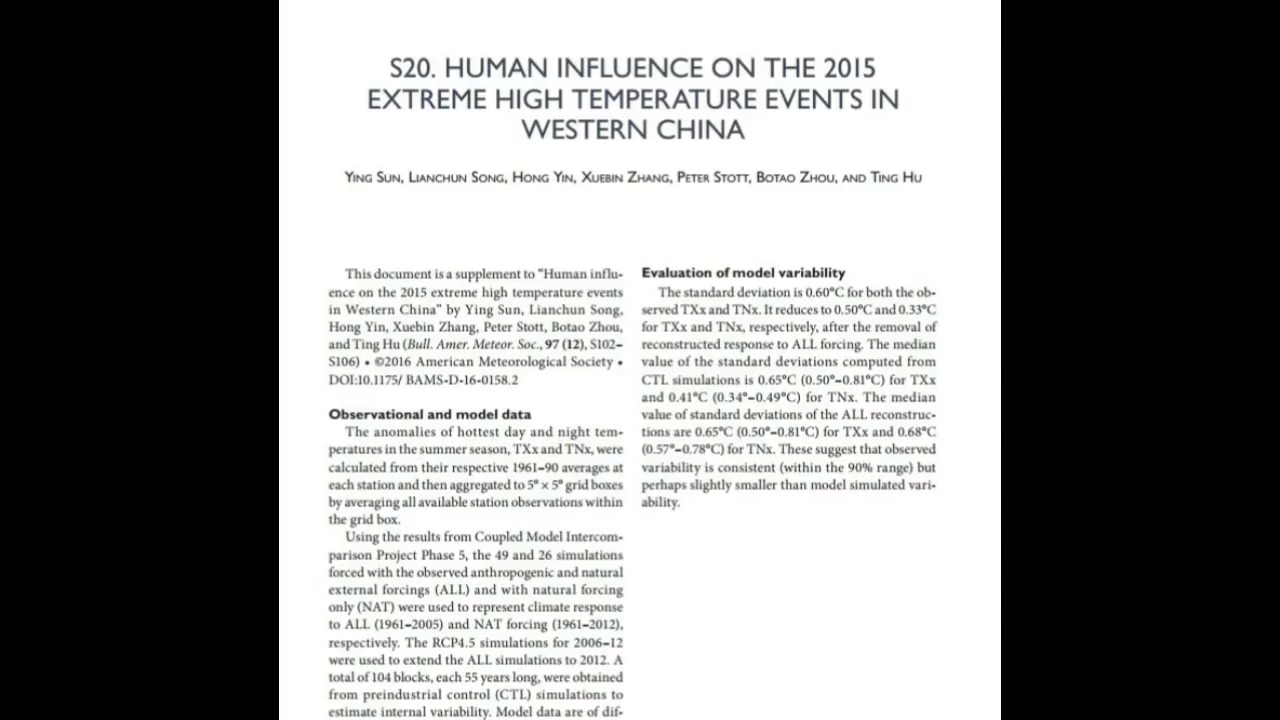 S20. HUMAN INFLUENCE ON THE 2015
EXTREME HIGH TEMPERATURE EVENTS IN
WESTERN CHINA
Ying Sun, Lianchun Song, Hong Yin, Xuebin Zhang, Peter Stott, Botao Zhou, and Ting Hu
This document is a supplement to “Human influ-
ence on the 2015 extreme high temperature events
in Western China” by Ying Sun, Lianchun Song,
Hong Yin, Xuebin Zhang, Peter Stott, Botao Zhou,
and Ting Hu (Bull. Amer. Meteor. Soc., 97 (12), S102–
S106) • ©2016 American Meteorological Society •
DOI:10.1175/ BAMS-D-16-0158.2
Observational and model data
The anomalies of hottest day and night tem-
peratures in the summer season, TXx and TNx, were
calculated from their respective 1961–90 averages at
each station and then aggregated to 5° × 5° grid boxes
by averaging all available station observations within
the grid box.
Using the results from Coupled Model Intercom-
parison Project Phase 5, the 49 and 26 simulations
forced with the observed anthropogenic and natural
external forcings (ALL) and with natural forcing
only (NAT) were used to represent climate response
to ALL (1961–2005) and NAT forcing (1961–2012),
respectively. The RCP4.5 simulations for 2006–12
were used to extend the ALL simulations to 2012. A
total of 104 blocks, each 55 years long, were obtained
from preindustrial control (CTL) simulations to
estimate internal variability. Model data are of dif-
Evaluation of model variability
The standard deviation is 0.60°C for both the ob-
served TXx and TNx. It reduces to 0.50°C and 0.33°C
for TXx and TNx, respectively, after the removal of
reconstructed response to ALL forcing. The median
value of the standard deviations computed from
CTL simulations is 0.65°C (0.50°–0.81°C) for TXx
and 0.41°C (0.34°–0.49°C) for TNx. The median
value of standard deviations of the ALL reconstruc-
tions are 0.65°C (0.50°–0.81°C) for TXx and 0.68°C
(0.57°–0.78°C) for TNx. These suggest that observed
variability is consistent (within the 90% range) but
perhaps slightly smaller than model simulated vari-
ability.